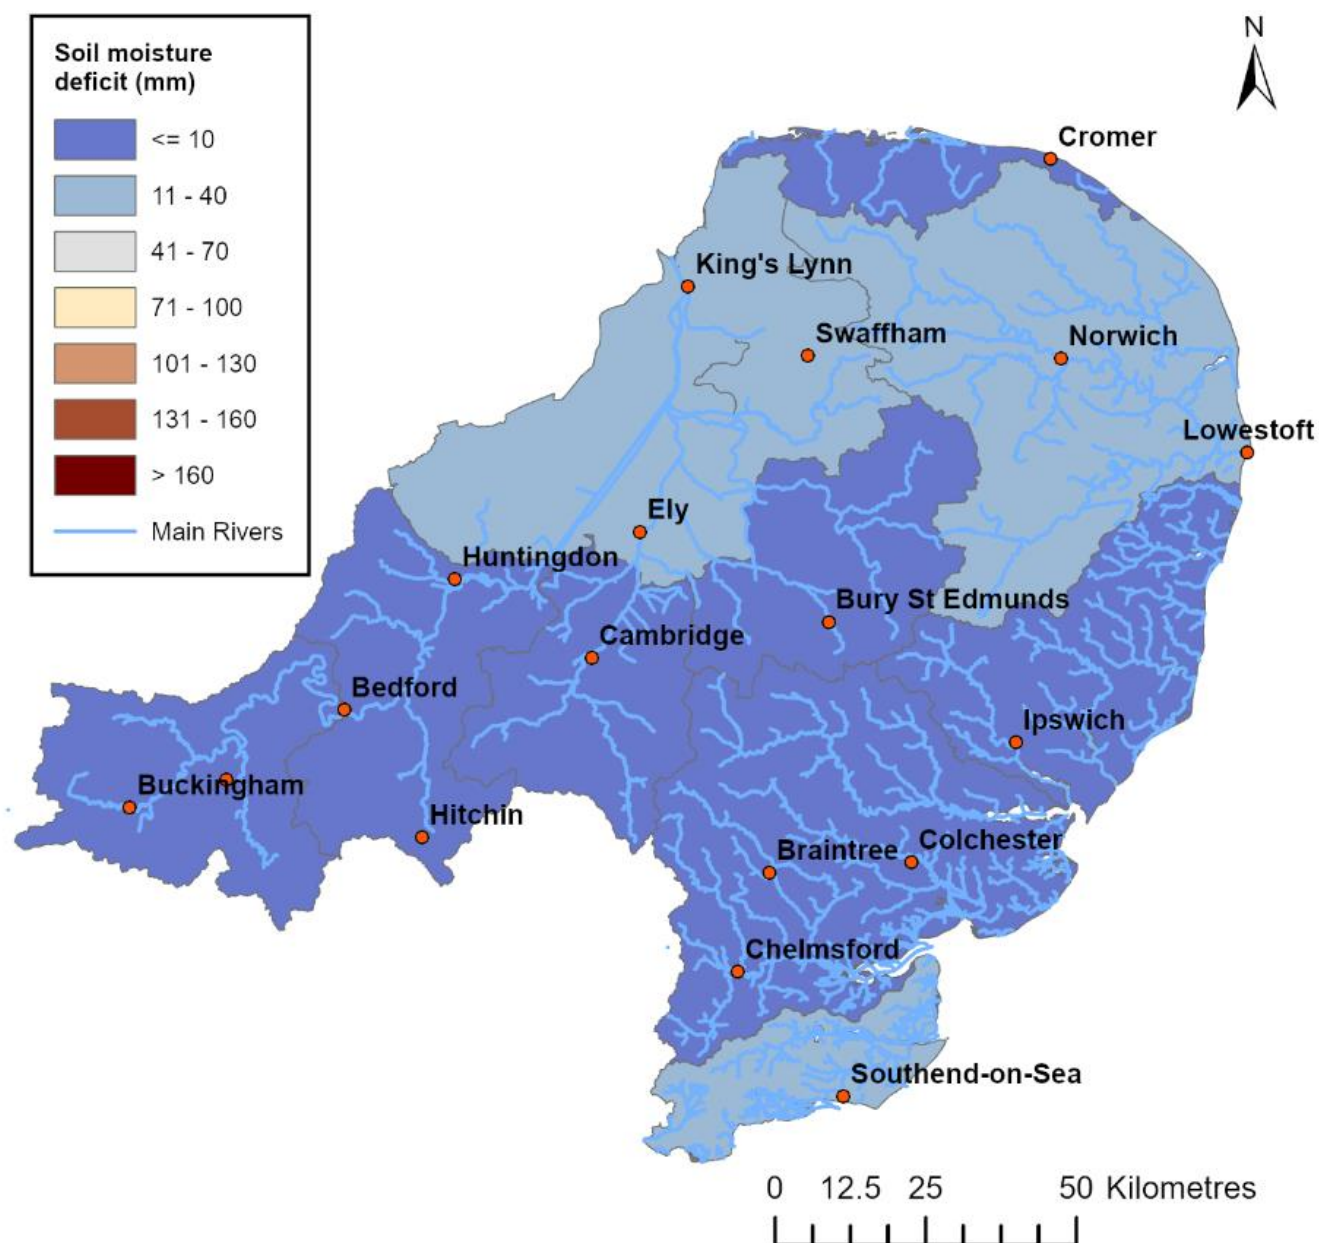 Soil moisture
deficit (mm)
<= 10
11 - 40
41 - 70
71 - 100
101 - 130
131 - 160
> 160
Main Rivers
N
Cromer
King's Lynn
Swaffham
Norwich
Lowestoft
Ely
Huntingdon
Bury St Edmunds
Cambridge
Bedford
Ipswich
Buckingham
Hitchin
Braintree
Colchester
Chelmsford
Southend-on-Sea
0 12.5 25 50 Kilometres